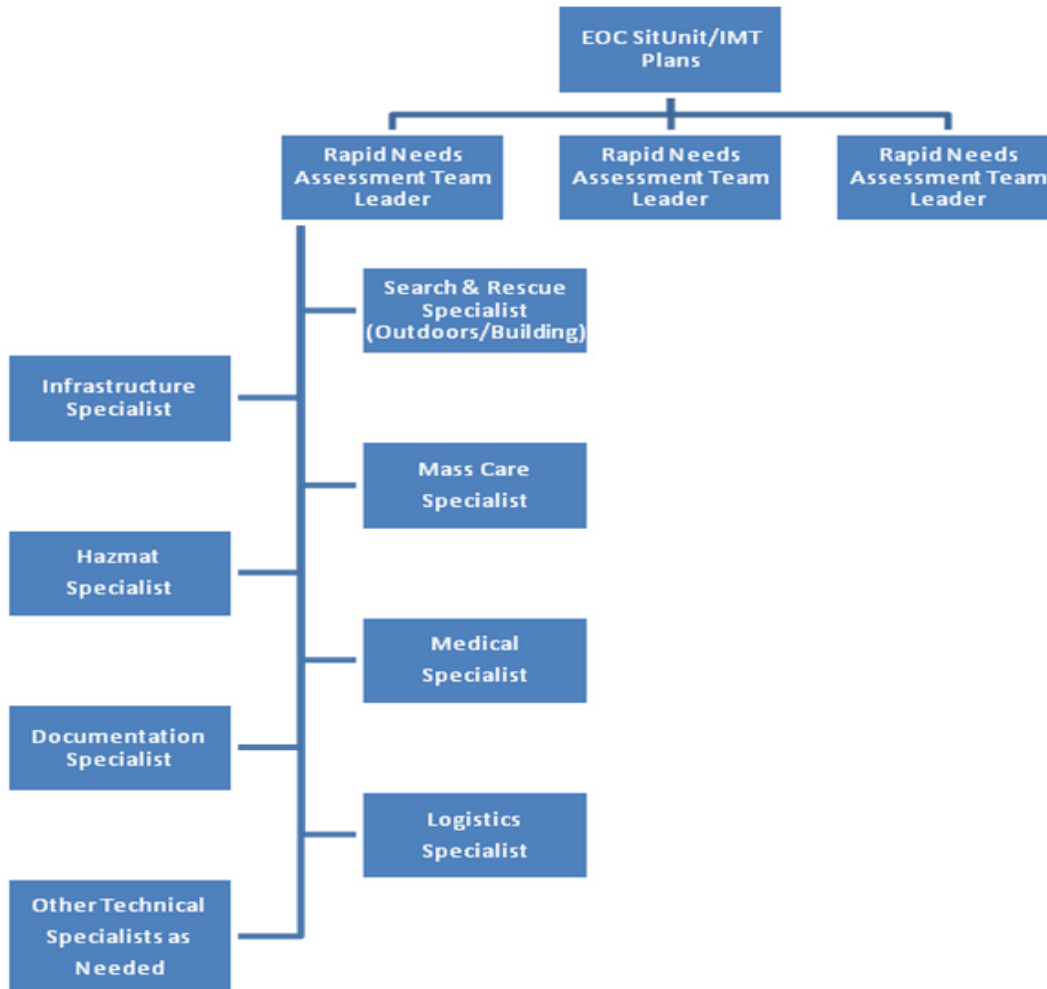 EOC SitUnit/IMT
Plans
Rapid Needs
Assessment Team
Leader
Rapid Needs
Assessment Team
Leader
Rapid Needs
Assessment Team
Leader
Search & Rescue
Specialist
(Outdoors/Building)
Infrastructure
Specialist
Mass Care
Specialist
Hazmat
Specialist
Medical
Specialist
Documentation
Specialist
Logistics
Specialist
Other Technical
Specialists as
Needed